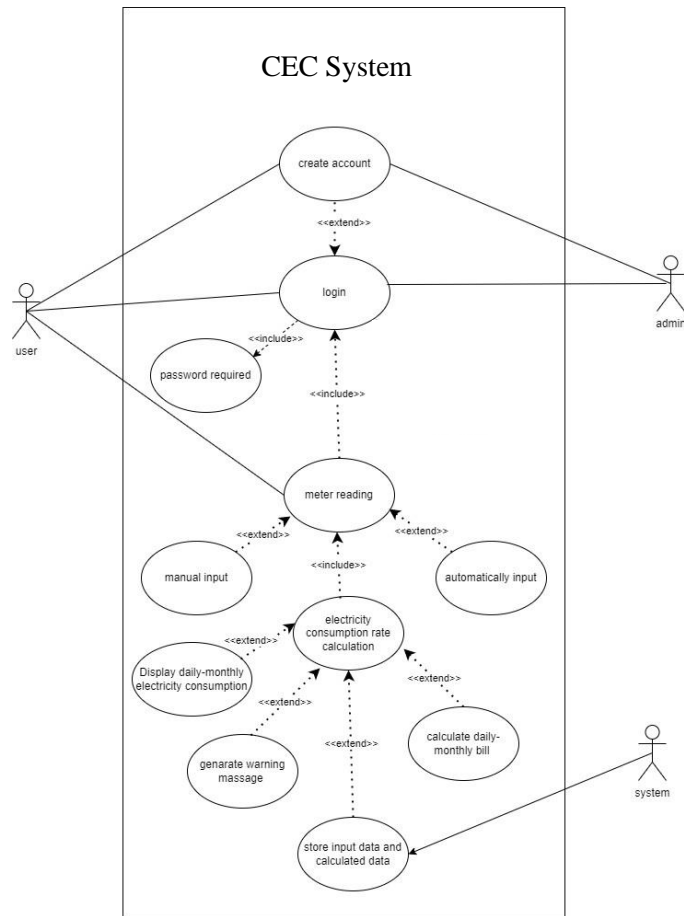 CEC System
create account
<<extend>>
login
user
admin
<<include>>
password required
<<include>>
meter reading
<<extend>>
<<extend>>
manual input
automatically input
<<include>>
electricity
consumption rate
calculation
<<extend>>
Display daily-monthly
electricity consumption
<<extend>>
<<extend>>
calculate daily-
monthly bill
<<extend>>
genarate warning
massage
system
store input data and
calculated data